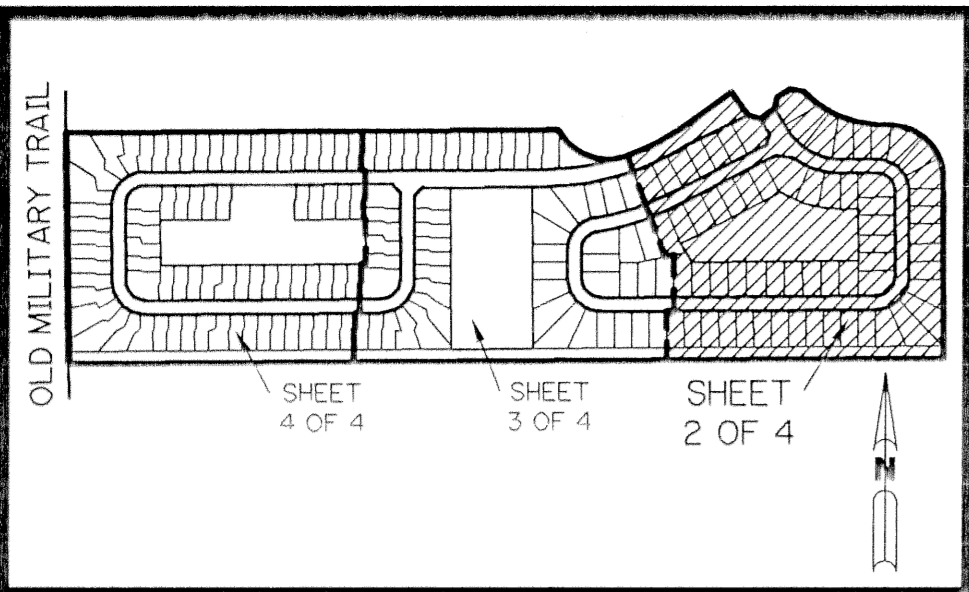 OLD MILITARY TRAIL
SHEET
4 OF 4
SHEET
3 OF 4
SHEET
2 OF 4
N